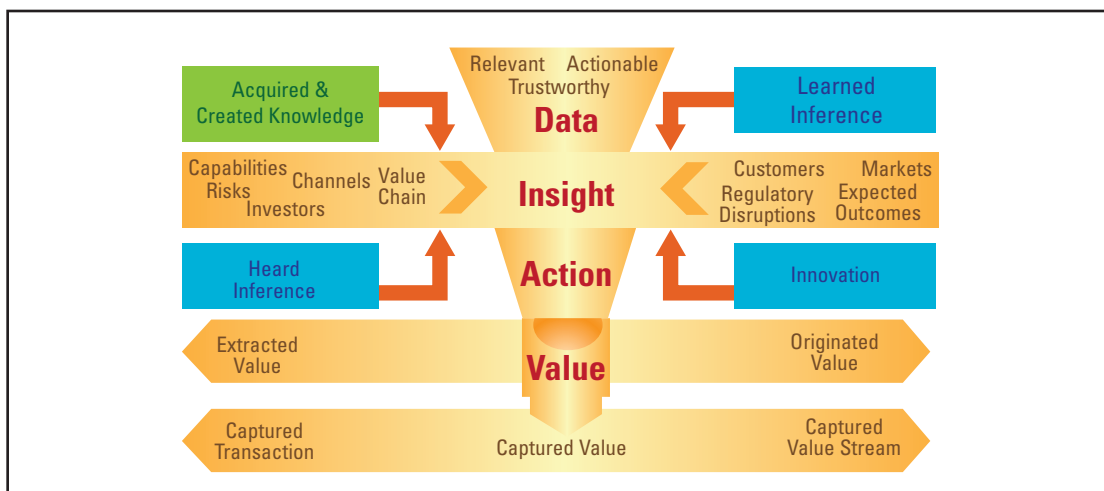 Relevant Actionable
Trustworthy
Data
Acquired &
Created Knowledge
Learned
Inference
Capabilities
Risks
Channels
Investors
Value
Chain
Insight
Customers
Markets
Regulatory
Disruptions
Expected
Outcomes
Heard
Inference
Action
Innovation
Extracted
Value
Value
Originated
Value
Captured
Transaction
Captured Value
Captured
Value Stream